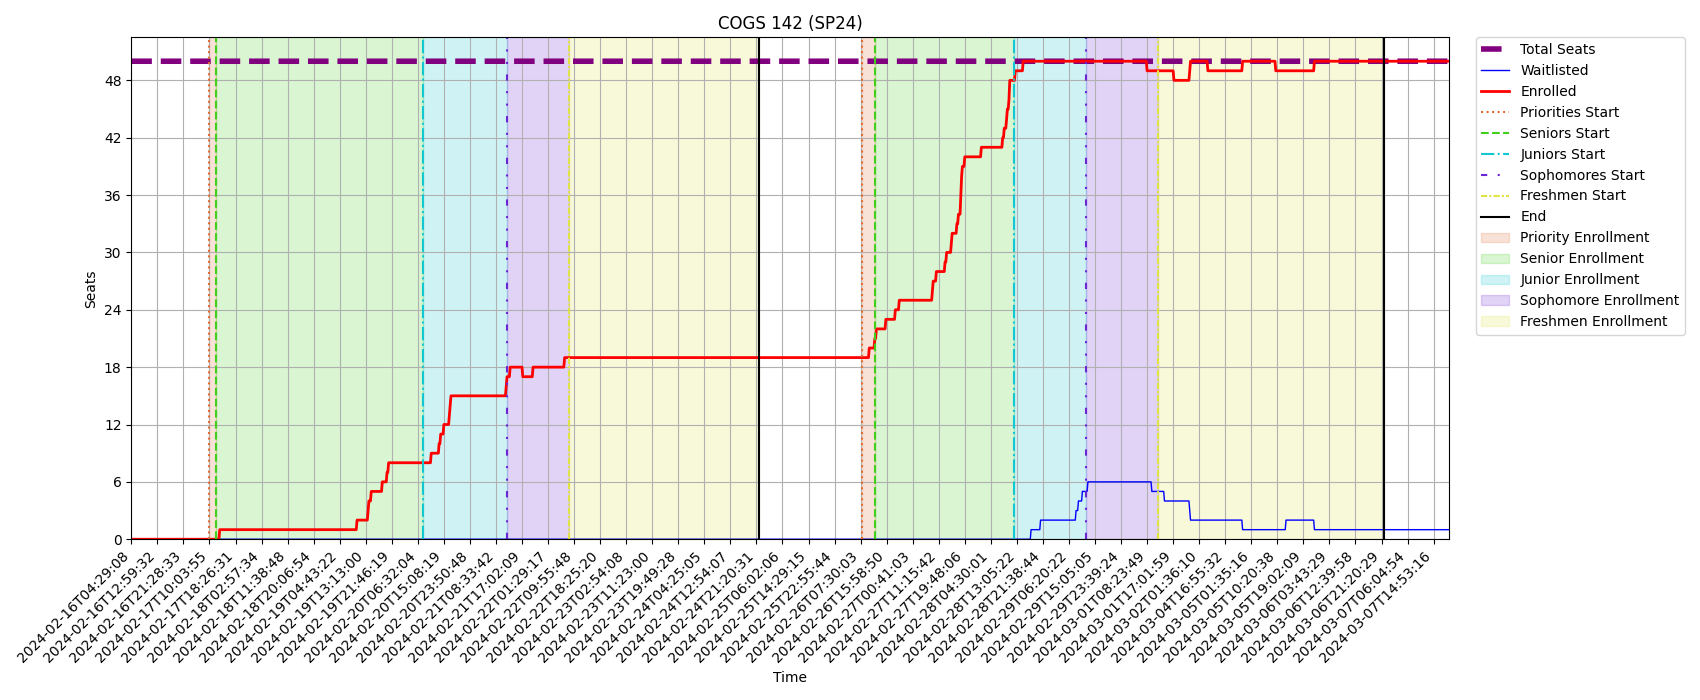 COGS 142 (SP24)
Seats
48
42
36
30
24
18
12
6
0
2024-02-16T04:29:08
2024-02-16T12:59:32
2024-02-16T21:28:33
2024-02-17T10:03:55
2024-02-17T18:26:31
2024-02-18T02:57:34
2024-02-18T11:38:48
2024-02-18T20:06:54
2024-02-19T04:43:22
2024-02-19T13:13:00
2024-02-19T21:46:19
2024-02-20T06:32:04
2024-02-20T15:08:19
2024-02-20T23:50:48
2024-02-21T08:33:42
2024-02-21T17:02:09
2024-02-22T01:29:17
2024-02-22T09:55:48
2024-02-22T18:25:20
2024-02-23T02:54:08
2024-02-23T11:23:00
2024-02-23T19:49:28
2024-02-24T04:25:05
2024-02-24T12:54:07
2024-02-24T21:20:31
2024-02-25T06:02:06
2024-02-25T14:29:15
2024-02-25T22:55:44
2024-02-26T07:30:03
2024-02-26T15:58:50
2024-02-27T00:41:03
2024-02-27T11:15:42
2024-02-27T19:48:06
2024-02-28T04:30:01
2024-02-28T13:05:22
2024-02-28T21:38:44
2024-02-29T06:20:22
2024-02-29T15:05:05
2024-02-29T23:39:24
2024-03-01T08:23:49
2024-03-01T17:01:59
2024-03-02T01:36:10
2024-03-04T16:55:32
2024-03-05T01:35:16
2024-03-05T10:20:38
2024-03-05T19:02:09
2024-03-06T03:43:29
2024-03-06T12:39:58
2024-03-06T21:20:29
2024-03-07T06:04:54
2024-03-07T14:53:16
Time
Total Seats
Waitlisted
Enrolled
Priorities Start
Seniors Start
Juniors Start
Sophomores Start
Freshmen Start
End
Priority Enrollment
Senior Enrollment
Junior Enrollment
Sophomore Enrollment
Freshmen Enrollment